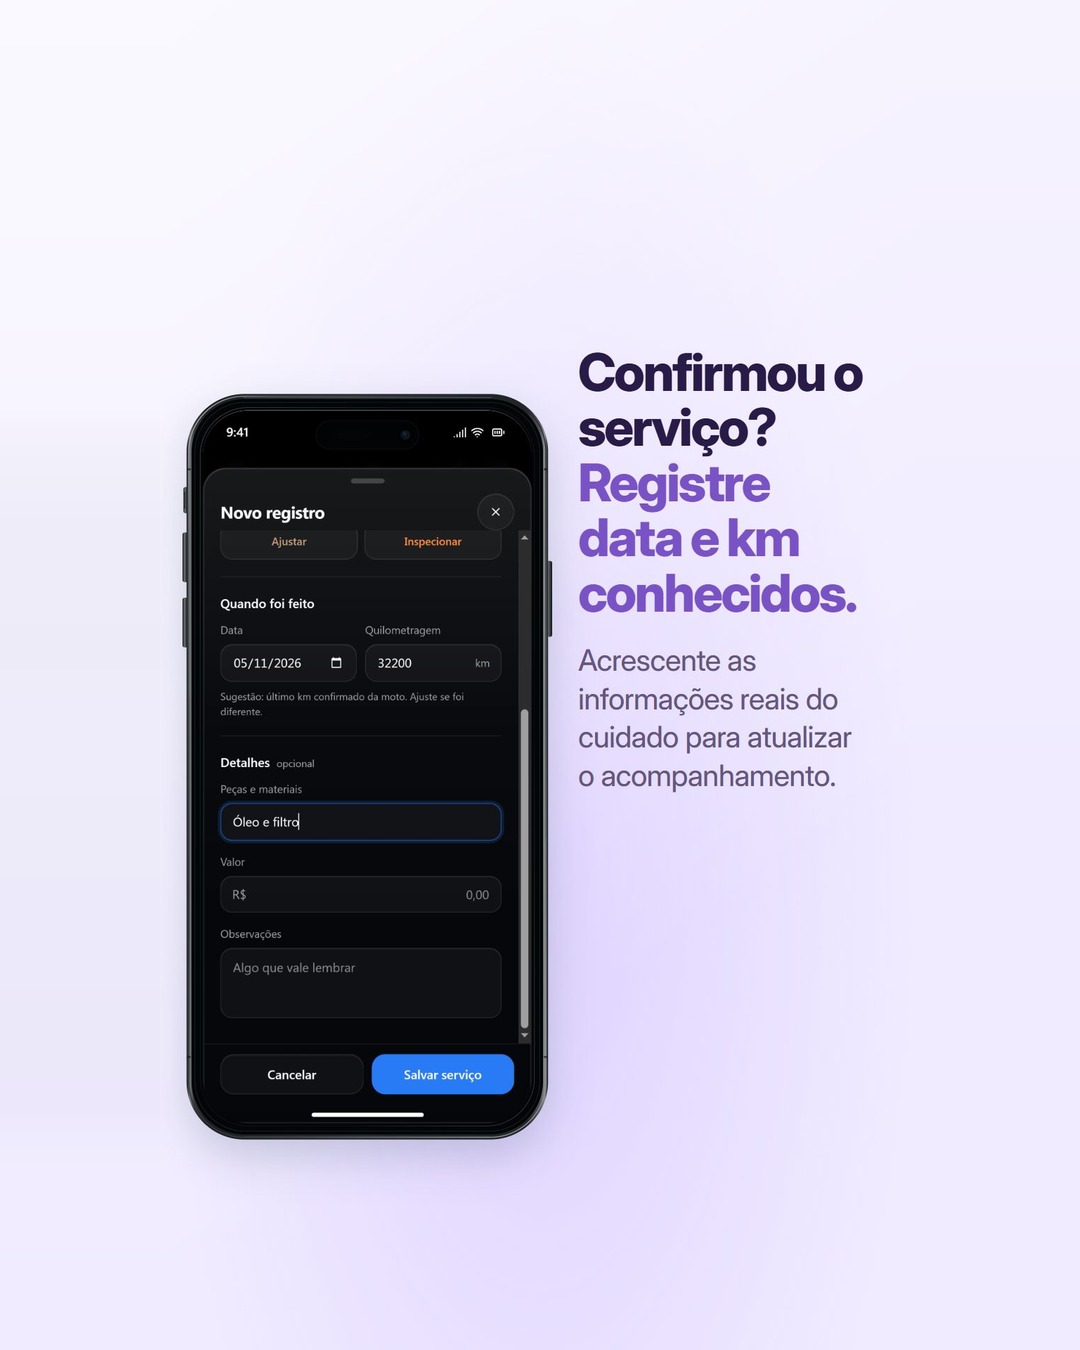 9:41
Novo registro
Ajustar
Inspecionar
Quando foi feito
Data
Quilometragem
05/11/2026
32200
km
Sugestão: último km confirmado da moto. Ajuste se foi
diferente.
Detalhes opcional
Peças e materiais
Óleo e filtro
Valor
R$
0,00
Observações
Algo que vale lembrar
Cancelar
Salvar serviço
Confirmou o
serviço?
Registre
data e km
conhecidos.
Acrescente as
informações reais do
cuidado para atualizar
o acompanhamento.